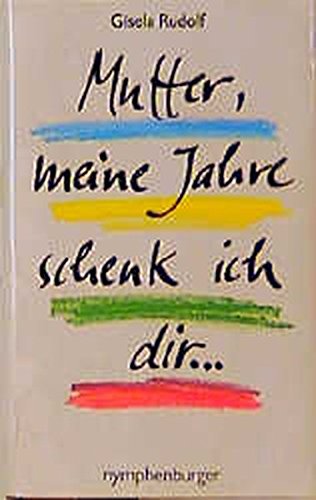 Gisela Rudolf
Mutter,
meine Jahre
schenk ich
dir...
nymphenburger